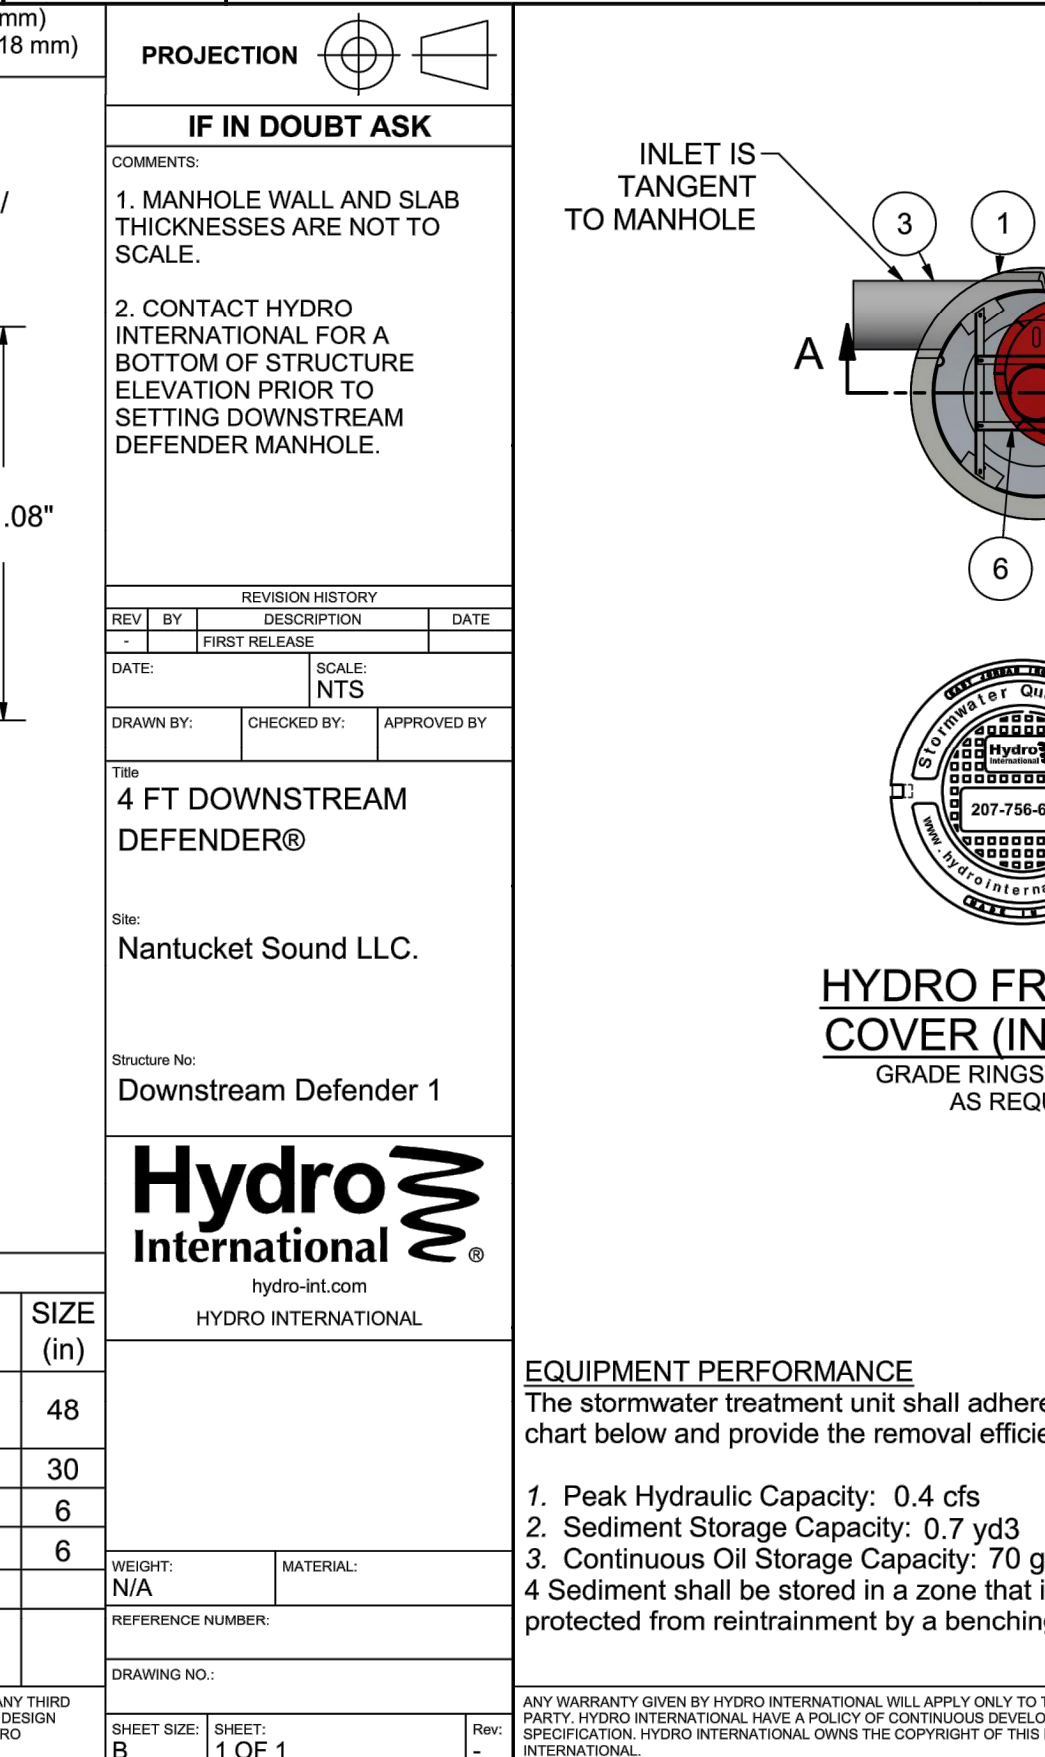 mm)
18 mm)
/
.08"
SIZE
(in)
48
30
6
6
ANY THIRD
DESIGN
RO
PROJECTION
IF IN DOUBT ASK
COMMENTS:
1. MANHOLE WALL AND SLAB
THICKNESSES ARE NOT TO
SCALE.
2. CONTACT HYDRO
INTERNATIONAL FOR A
BOTTOM OF STRUCTURE
ELEVATION PRIOR TO
SETTING DOWNSTREAM
DEFENDER MANHOLE.
REVISION HISTORY
REV BY DESCRIPTION DATE
- FIRST RELEASE
DATE: SCALE:
NTS
DRAWN BY: CHECKED BY: APPROVED BY
Title
4 FT DOWNSTREAM
DEFENDER®
Site:
Nantucket Sound LLC.
Structure No:
Downstream Defender 1
Hydro
International ®
hydro-int.com
HYDRO INTERNATIONAL
WEIGHT: MATERIAL:
N/A
REFERENCE NUMBER:
DRAWING NO.:
SHEET SIZE: SHEET: Rev:
B 1 OF 1 -
INLET IS
TANGENT
TO MANHOLE
3 1
A
6
Stormwater Qu
Hydro
International
207-756-6
www.hydrointerna
MADE IN
HYDRO FR
COVER (IN
GRADE RINGS
AS REQU
EQUIPMENT PERFORMANCE
The stormwater treatment unit shall adhere
chart below and provide the removal efficie
1. Peak Hydraulic Capacity: 0.4 cfs
2. Sediment Storage Capacity: 0.7 yd3
3. Continuous Oil Storage Capacity: 70 g
4 Sediment shall be stored in a zone that i
protected from reintrainment by a benching
ANY WARRANTY GIVEN BY HYDRO INTERNATIONAL WILL APPLY ONLY TO T
PARTY. HYDRO INTERNATIONAL HAVE A POLICY OF CONTINUOUS DEVELO
SPECIFICATION. HYDRO INTERNATIONAL OWNS THE COPYRIGHT OF THIS
INTERNATIONAL.